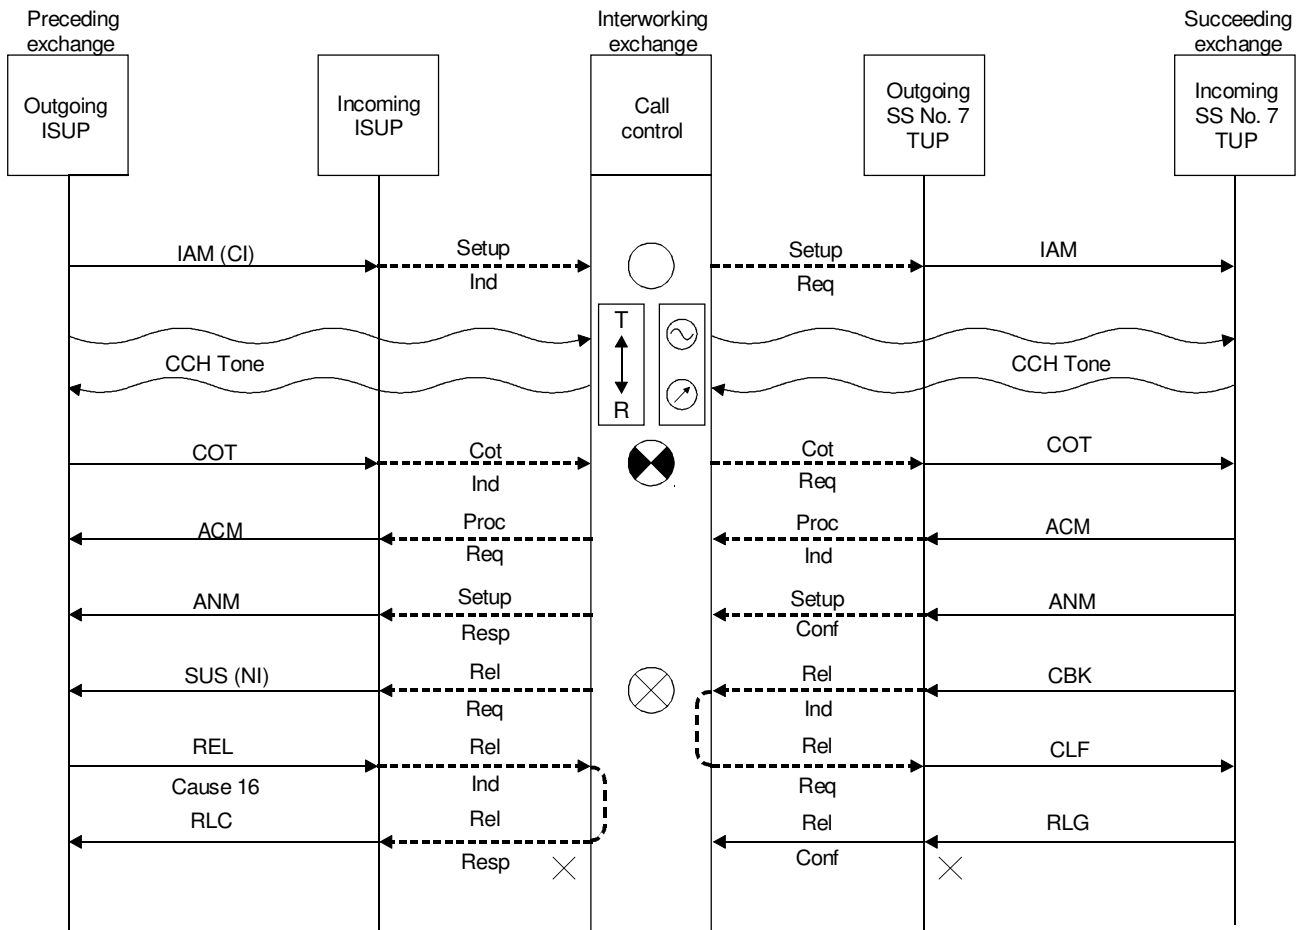 Preceding
exchange
Interworking
exchange
Succeeding
exchange
Outgoing
ISUP
Incoming
ISUP
Call
control
Outgoing
SS No. 7
TUP
Incoming
SS No. 7
TUP
IAM (CI)
Setup
Ind
Setup
Req
IAM
CCH Tone
T
R
CCH Tone
COT
Cot
Ind
Cot
Req
COT
ACM
Proc
Req
Proc
Ind
ACM
ANM
Setup
Resp
Setup
Conf
ANM
SUS (NI)
Rel
Req
Rel
Ind
CBK
REL
Cause 16
Rel
Ind
Rel
Req
CLF
RLC
Rel
Resp
Rel
Conf
RLG